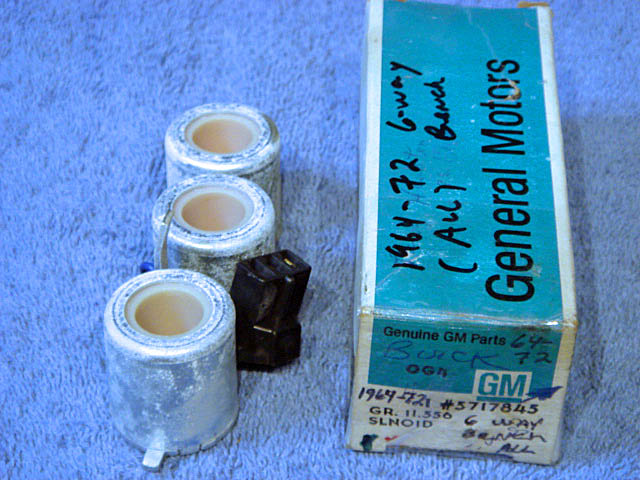 1964-72 6-way
(ALL) Bench
General Motors
Genuine GM Parts 64-
BUICK 72
OGN
GM
1964-72 #5717845
GR. 11.550 6 WAY
SLNOID BENCH
ALL